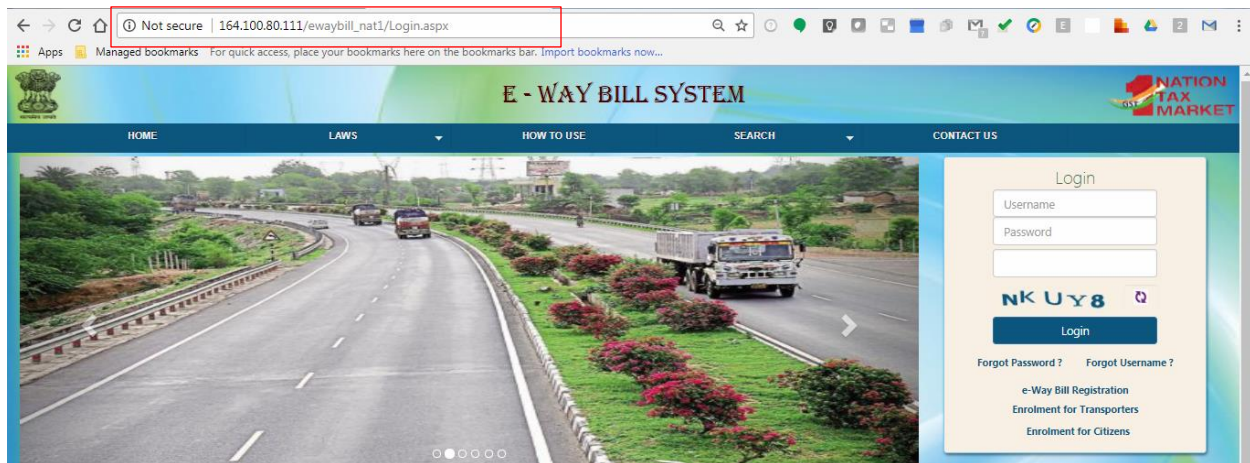 Not secure | 164.100.80.111/ewaybill_nat1/Login.aspx
Apps Managed bookmarks For quick access, place your bookmarks here on the bookmarks bar. Import bookmarks now...
E - WAY BILL SYSTEM
1 NATION
GST TAX
MARKET
HOME LAWS HOW TO USE SEARCH CONTACT US
Login
Username
Password
NKUY8
Login
Forgot Password ? Forgot Username ?
e-Way Bill Registration
Enrolment for Transporters
Enrolment for Citizens